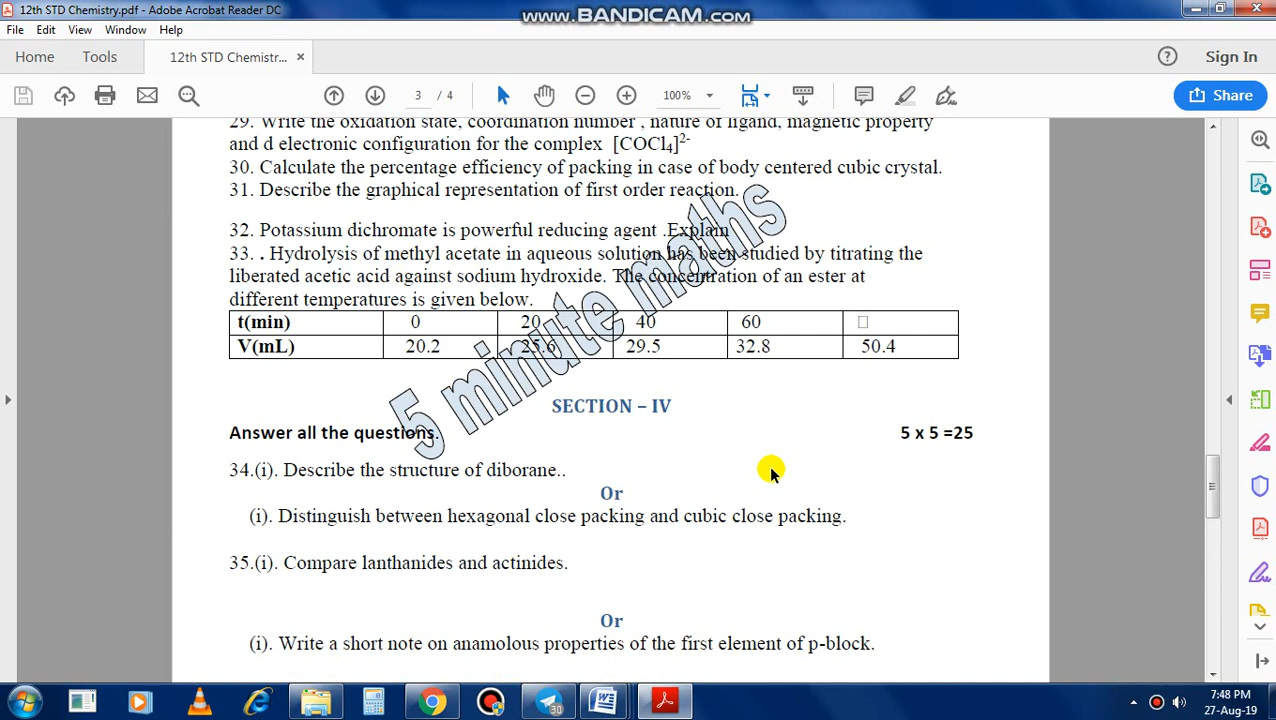 12th STD Chemistry.pdf - Adobe Acrobat Reader DC
www.BANDICAM.com
File Edit View Window Help
Home Tools 12th STD Chemistr... × Sign In
3 / 4 100% Share
29. Write the oxidation state, coordination number , nature of ligand, magnetic property
and d electronic configuration for the complex [COCl₄]²⁻
30. Calculate the percentage efficiency of packing in case of body centered cubic crystal.
31. Describe the graphical representation of first order reaction.
32. Potassium dichromate is powerful reducing agent .Explain
33. . Hydrolysis of methyl acetate in aqueous solution has been studied by titrating the
liberated acetic acid against sodium hydroxide. The concentration of an ester at
different temperatures is given below.
t(min) 0 20 40 60 □
V(mL) 20.2 25.6 29.5 32.8 50.4
5 minute maths
SECTION – IV
Answer all the questions. 5 x 5 =25
34.(i). Describe the structure of diborane..
Or
(i). Distinguish between hexagonal close packing and cubic close packing.
35.(i). Compare lanthanides and actinides.
Or
(i). Write a short note on anamolous properties of the first element of p-block.
30
7:48 PM
27-Aug-19